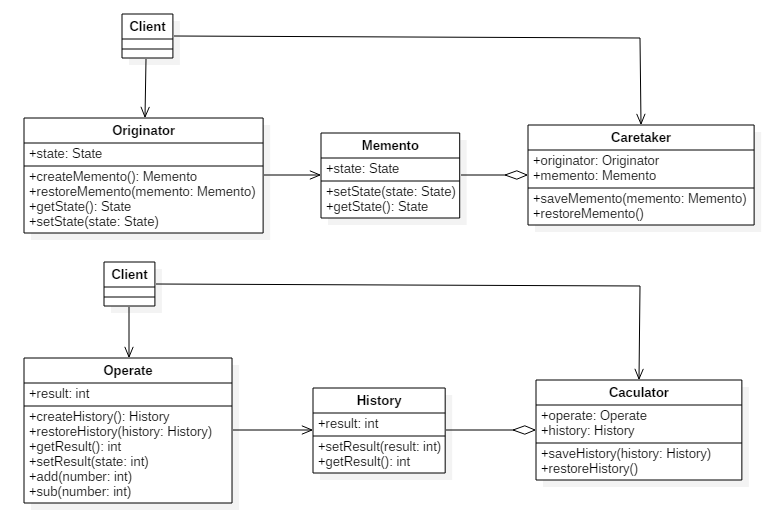 Client
Originator
+state: State
+createMemento(): Memento
+restoreMemento(memento: Memento)
+getState(): State
+setState(state: State)
Memento
+state: State
+setState(state: State)
+getState(): State
Caretaker
+originator: Originator
+memento: Memento
+saveMemento(memento: Memento)
+restoreMemento()
Client
Operate
+result: int
+createHistory(): History
+restoreHistory(history: History)
+getResult(): int
+setResult(state: int)
+add(number: int)
+sub(number: int)
History
+result: int
+setResult(result: int)
+getResult(): int
Caculator
+operate: Operate
+history: History
+saveHistory(history: History)
+restoreHistory()